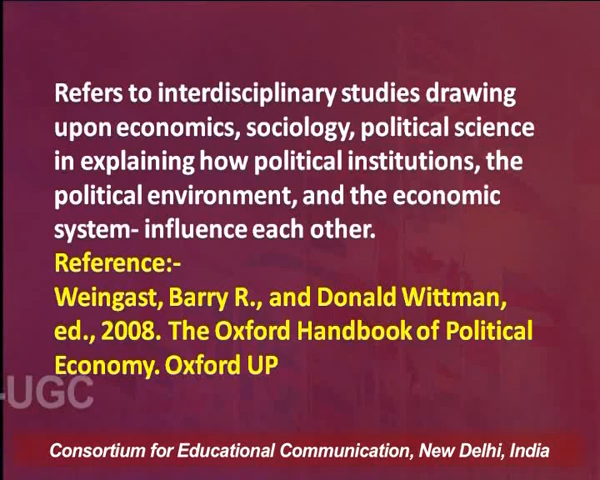 Refers to interdisciplinary studies drawing
upon economics, sociology, political science
in explaining how political institutions, the
political environment, and the economic
system- influence each other.
Reference:-
Weingast, Barry R., and Donald Wittman,
ed., 2008. The Oxford Handbook of Political
Economy. Oxford UP
-UGC
Consortium for Educational Communication, New Delhi, India